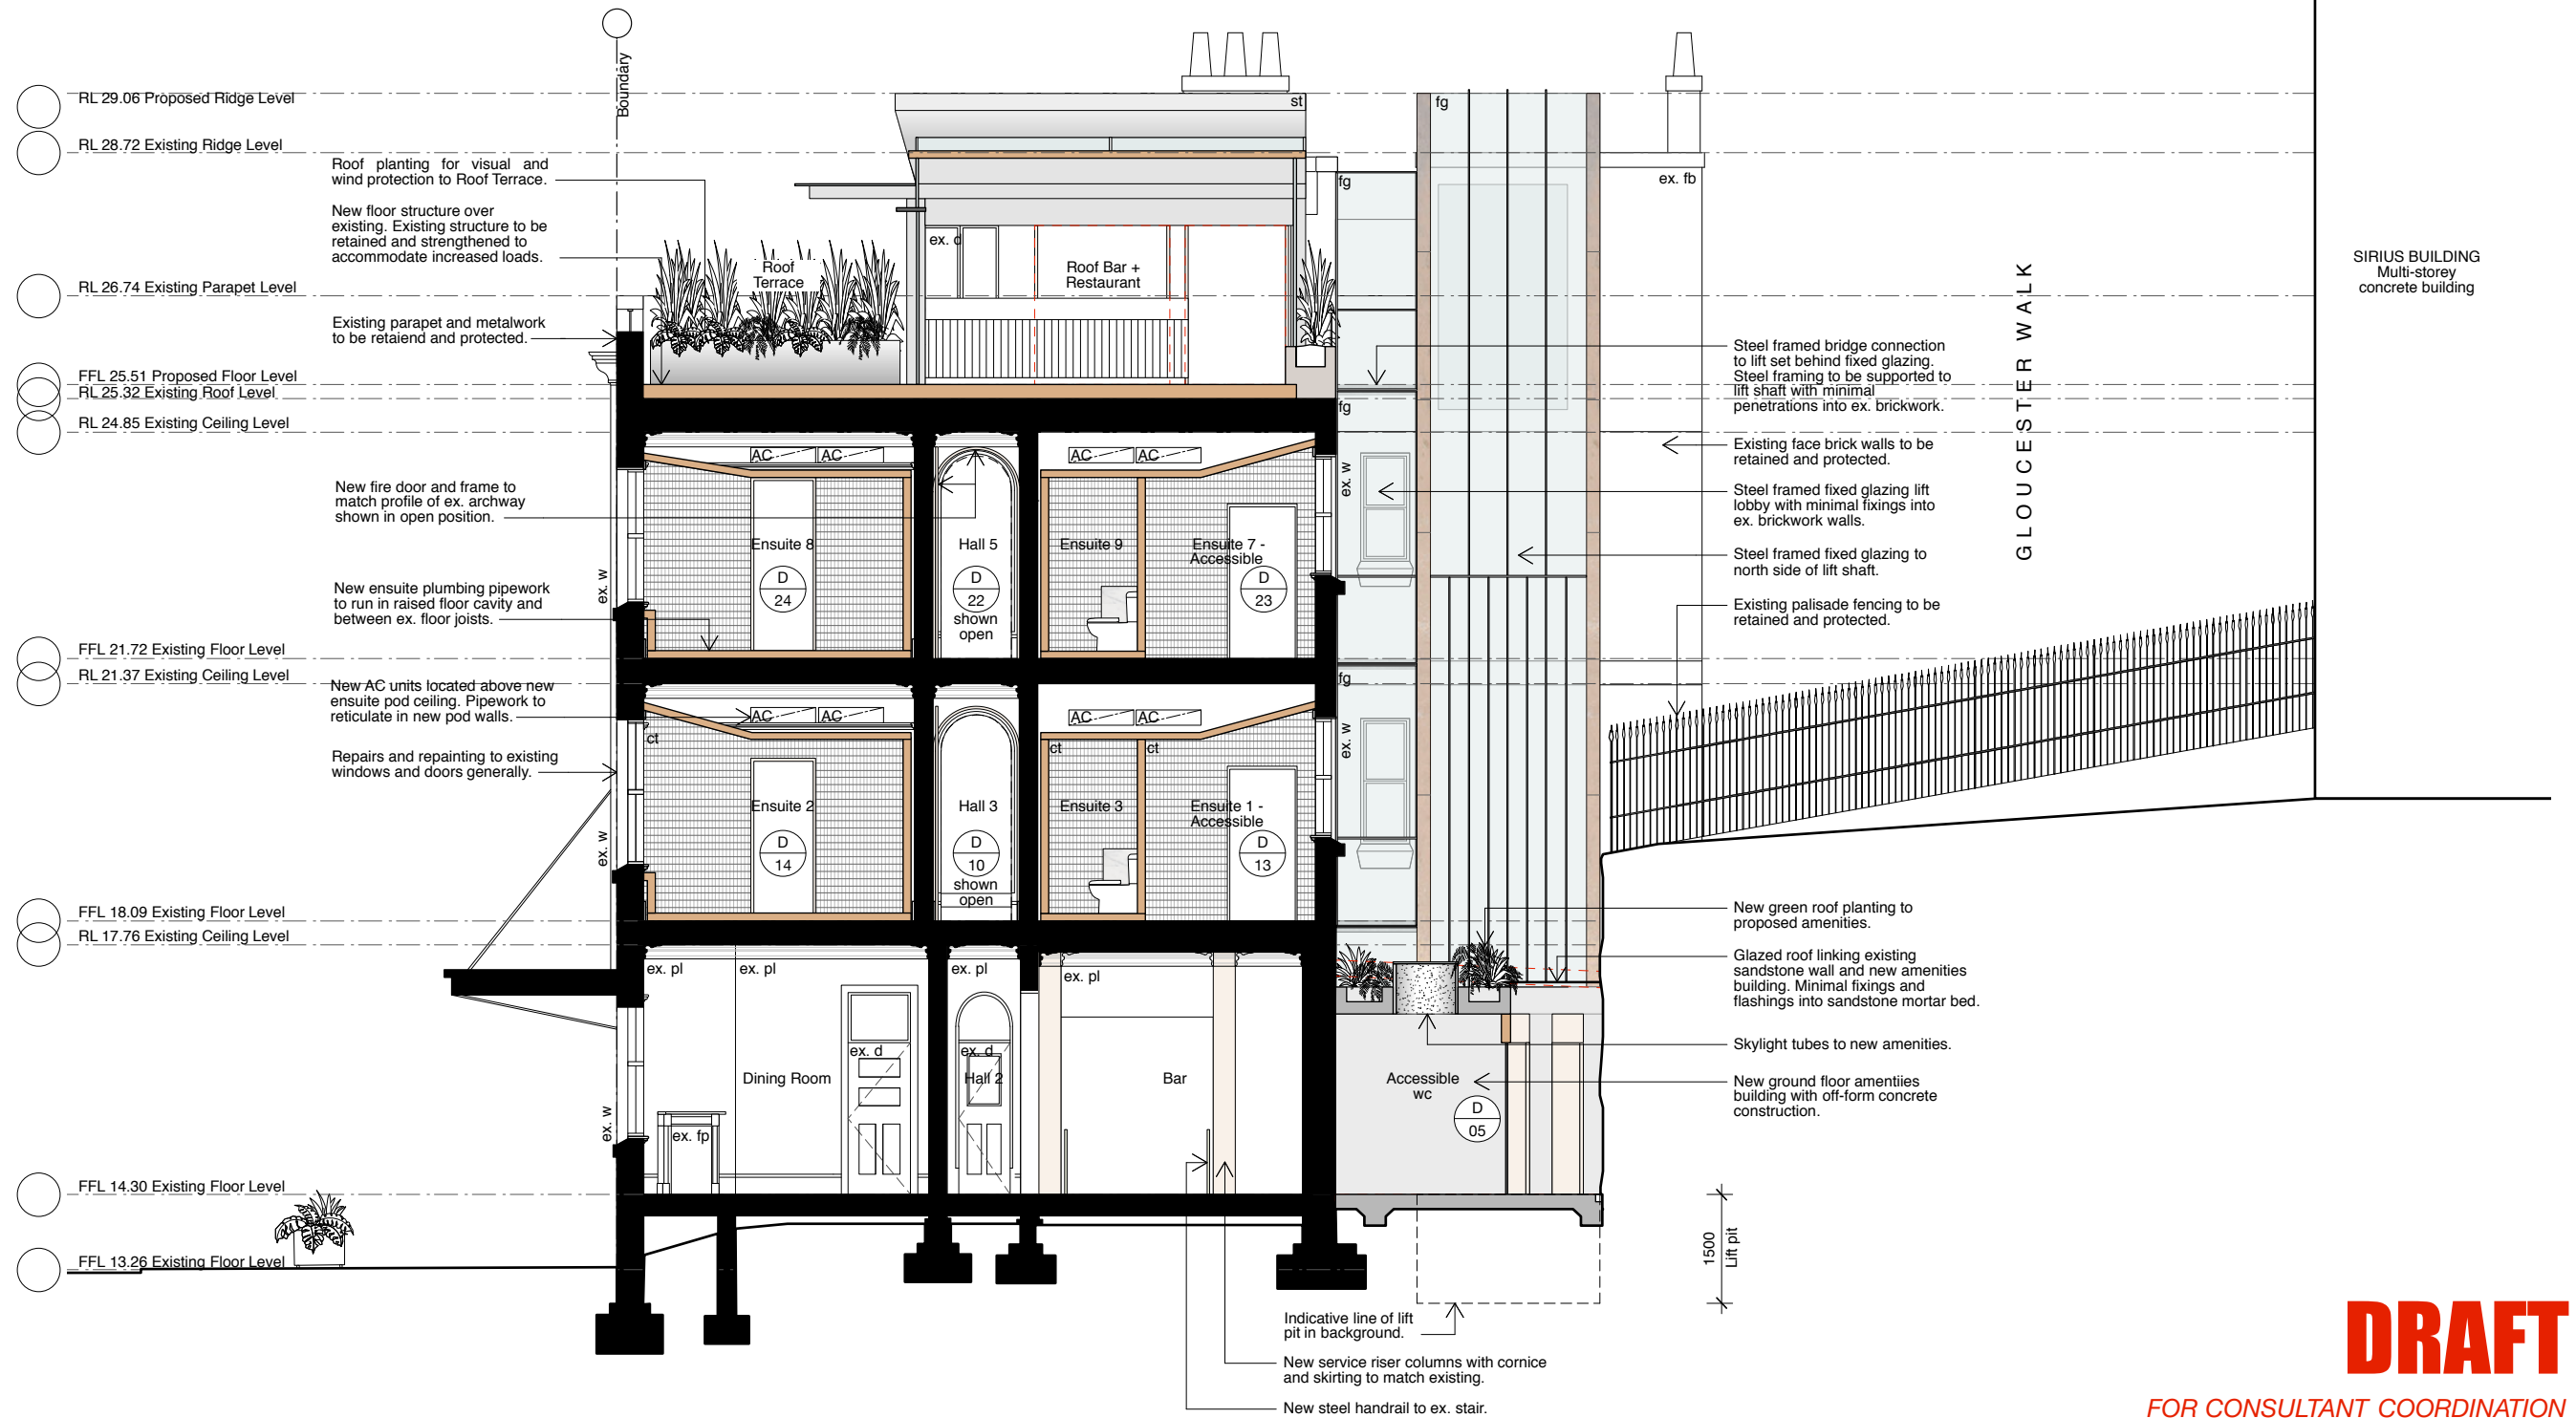 Boundary
RL 29.06 Proposed Ridge Level
RL 28.72 Existing Ridge Level
RL 26.74 Existing Parapet Level
FFL 25.51 Proposed Floor Level
RL 25.32 Existing Roof Level
RL 24.85 Existing Ceiling Level
FFL 21.72 Existing Floor Level
RL 21.37 Existing Ceiling Level
FFL 18.09 Existing Floor Level
RL 17.76 Existing Ceiling Level
FFL 14.30 Existing Floor Level
FFL 13.26 Existing Floor Level
Roof planting for visual and
wind protection to Roof Terrace.
New floor structure over
existing. Existing structure to be
retained and strengthened to
accommodate increased loads.
Existing parapet and metalwork
to be retaiend and protected.
New fire door and frame to
match profile of ex. archway
shown in open position.
New ensuite plumbing pipework
to run in raised floor cavity and
between ex. floor joists.
New AC units located above new
ensuite pod ceiling. Pipework to
reticulate in new pod walls.
Repairs and repainting to existing
windows and doors generally.
st
fg
ex. fb
fg
ex. d
Roof
Terrace
Roof Bar +
Restaurant
fg
AC
AC
AC
AC
ex. w
ex. w
Ensuite 8
D
24
Hall 5
D
22
shown
open
Ensuite 9
Ensuite 7 -
Accessible
D
23
fg
AC
AC
AC
AC
ct
ct
ct
ex. w
ex. w
Ensuite 2
D
14
Hall 3
D
10
shown
open
Ensuite 3
Ensuite 1 -
Accessible
D
13
ex. pl
ex. pl
ex. pl
ex. pl
ex. w
ex. fp
Dining Room
ex. d
ex. d
Hall 2
Bar
Accessible
wc
D
05
Steel framed bridge connection
to lift set behind fixed glazing.
Steel framing to be supported to
lift shaft with minimal
penetrations into ex. brickwork.
Existing face brick walls to be
retained and protected.
Steel framed fixed glazing lift
lobby with minimal fixings into
ex. brickwork walls.
Steel framed fixed glazing to
north side of lift shaft.
Existing palisade fencing to be
retained and protected.
New green roof planting to
proposed amenities.
Glazed roof linking existing
sandstone wall and new amenities
building. Minimal fixings and
flashings into sandstone mortar bed.
Skylight tubes to new amenities.
New ground floor amentiies
building with off-form concrete
construction.
GLOUCESTER WALK
SIRIUS BUILDING
Multi-storey
concrete building
1500
Lift pit
Indicative line of lift
pit in background.
New service riser columns with cornice
and skirting to match existing.
New steel handrail to ex. stair.
DRAFT
FOR CONSULTANT COORDINATION